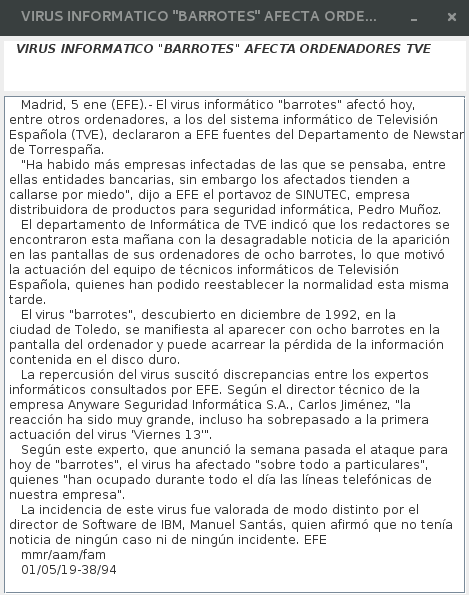 VIRUS INFORMATICO "BARROTES" AFECTA ORDE...
VIRUS INFORMATICO "BARROTES" AFECTA ORDENADORES TVE
Madrid, 5 ene (EFE).- El virus informático "barrotes" afectó hoy,
entre otros ordenadores, a los del sistema informático de Televisión
Española (TVE), declararon a EFE fuentes del Departamento de Newstar
de Torrespaña.
"Ha habido más empresas infectadas de las que se pensaba, entre
ellas entidades bancarias, sin embargo los afectados tienden a
callarse por miedo", dijo a EFE el portavoz de SINUTEC, empresa
distribuidora de productos para seguridad informática, Pedro Muñoz.
El departamento de Informática de TVE indicó que los redactores se
encontraron esta mañana con la desagradable noticia de la aparición
en las pantallas de sus ordenadores de ocho barrotes, lo que motivó
la actuación del equipo de técnicos informáticos de Televisión
Española, quienes han podido reestablecer la normalidad esta misma
tarde.
El virus "barrotes", descubierto en diciembre de 1992, en la
ciudad de Toledo, se manifiesta al aparecer con ocho barrotes en la
pantalla del ordenador y puede acarrear la pérdida de la información
contenida en el disco duro.
La repercusión del virus suscitó discrepancias entre los expertos
informáticos consultados por EFE. Según el director técnico de la
empresa Anyware Seguridad Informática S.A., Carlos Jiménez, "la
reacción ha sido muy grande, incluso ha sobrepasado a la primera
actuación del virus 'Viernes 13'".
Según este experto, que anunció la semana pasada el ataque para
hoy de "barrotes", el virus ha afectado "sobre todo a particulares",
quienes "han ocupado durante todo el día las líneas telefónicas de
nuestra empresa".
La incidencia de este virus fue valorada de modo distinto por el
director de Software de IBM, Manuel Santás, quien afirmó que no tenía
noticia de ningún caso ni de ningún incidente. EFE
mmr/aam/fam
01/05/19-38/94